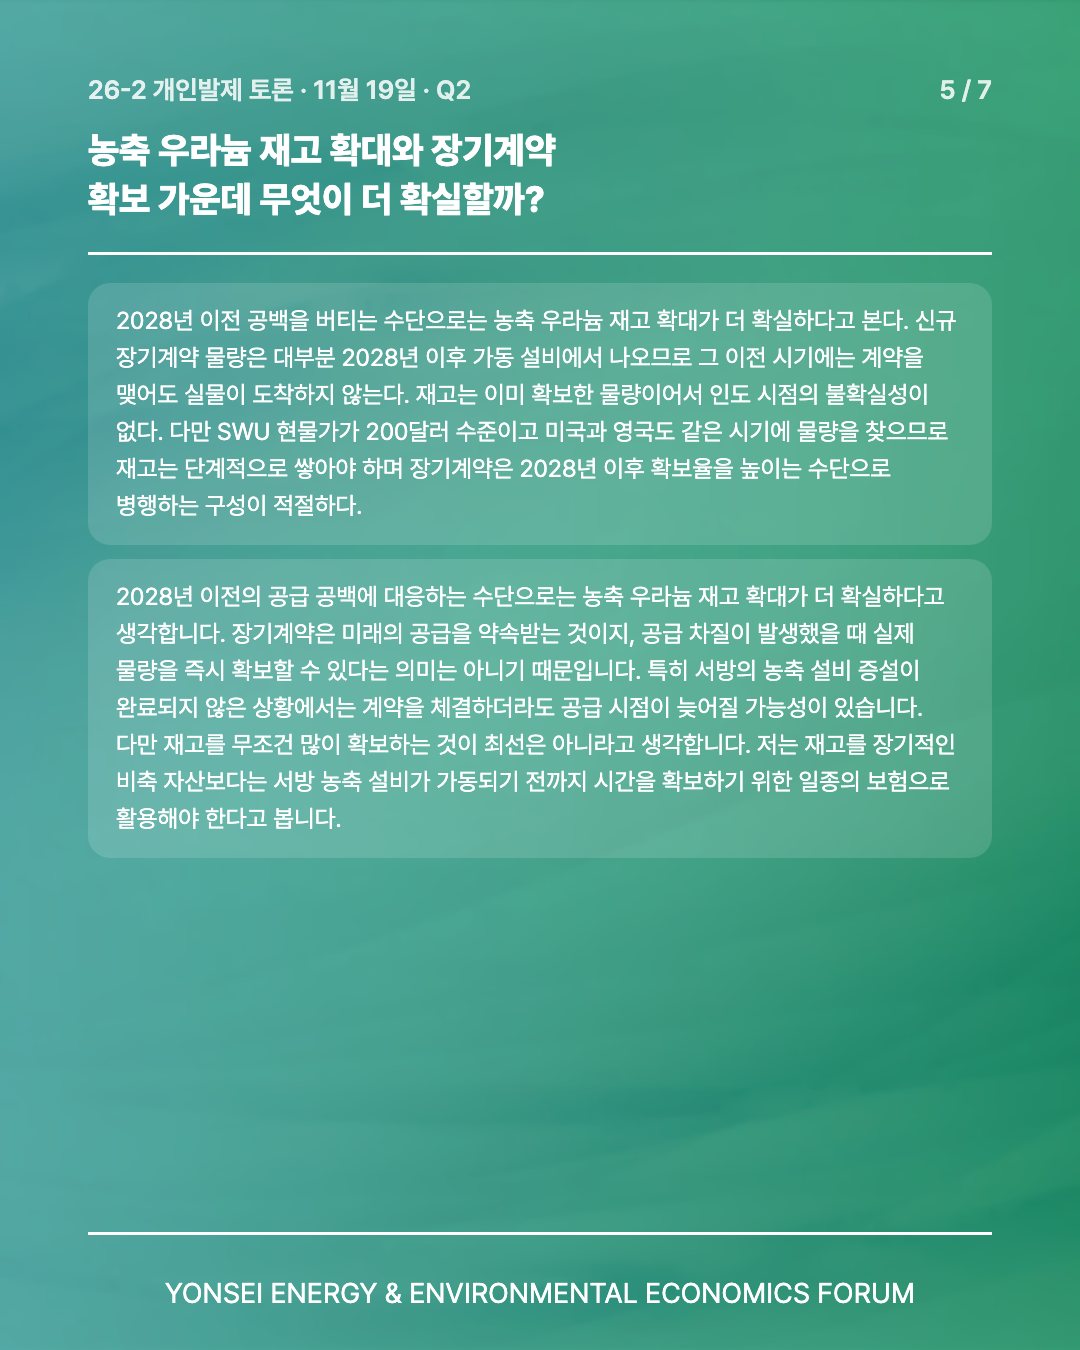 26-2 개인발제 토론 · 11월 19일 · Q2
5 / 7
농축 우라늄 재고 확대와 장기계약
확보 가운데 무엇이 더 확실할까?
2028년 이전 공백을 버티는 수단으로는 농축 우라늄 재고 확대가 더 확실하다고 본다. 신규
장기계약 물량은 대부분 2028년 이후 가동 설비에서 나오므로 그 이전 시기에는 계약을
맺어도 실물이 도착하지 않는다. 재고는 이미 확보한 물량이어서 인도 시점의 불확실성이
없다. 다만 SWU 현물가가 200달러 수준이고 미국과 영국도 같은 시기에 물량을 찾으므로
재고는 단계적으로 쌓아야 하며 장기계약은 2028년 이후 확보율을 높이는 수단으로
병행하는 구성이 적절하다.
2028년 이전의 공급 공백에 대응하는 수단으로는 농축 우라늄 재고 확대가 더 확실하다고
생각합니다. 장기계약은 미래의 공급을 약속받는 것이지, 공급 차질이 발생했을 때 실제
물량을 즉시 확보할 수 있다는 의미는 아니기 때문입니다. 특히 서방의 농축 설비 증설이
완료되지 않은 상황에서는 계약을 체결하더라도 공급 시점이 늦어질 가능성이 있습니다.
다만 재고를 무조건 많이 확보하는 것이 최선은 아니라고 생각합니다. 저는 재고를 장기적인
비축 자산보다는 서방 농축 설비가 가동되기 전까지 시간을 확보하기 위한 일종의 보험으로
활용해야 한다고 봅니다.
YONSEI ENERGY & ENVIRONMENTAL ECONOMICS FORUM